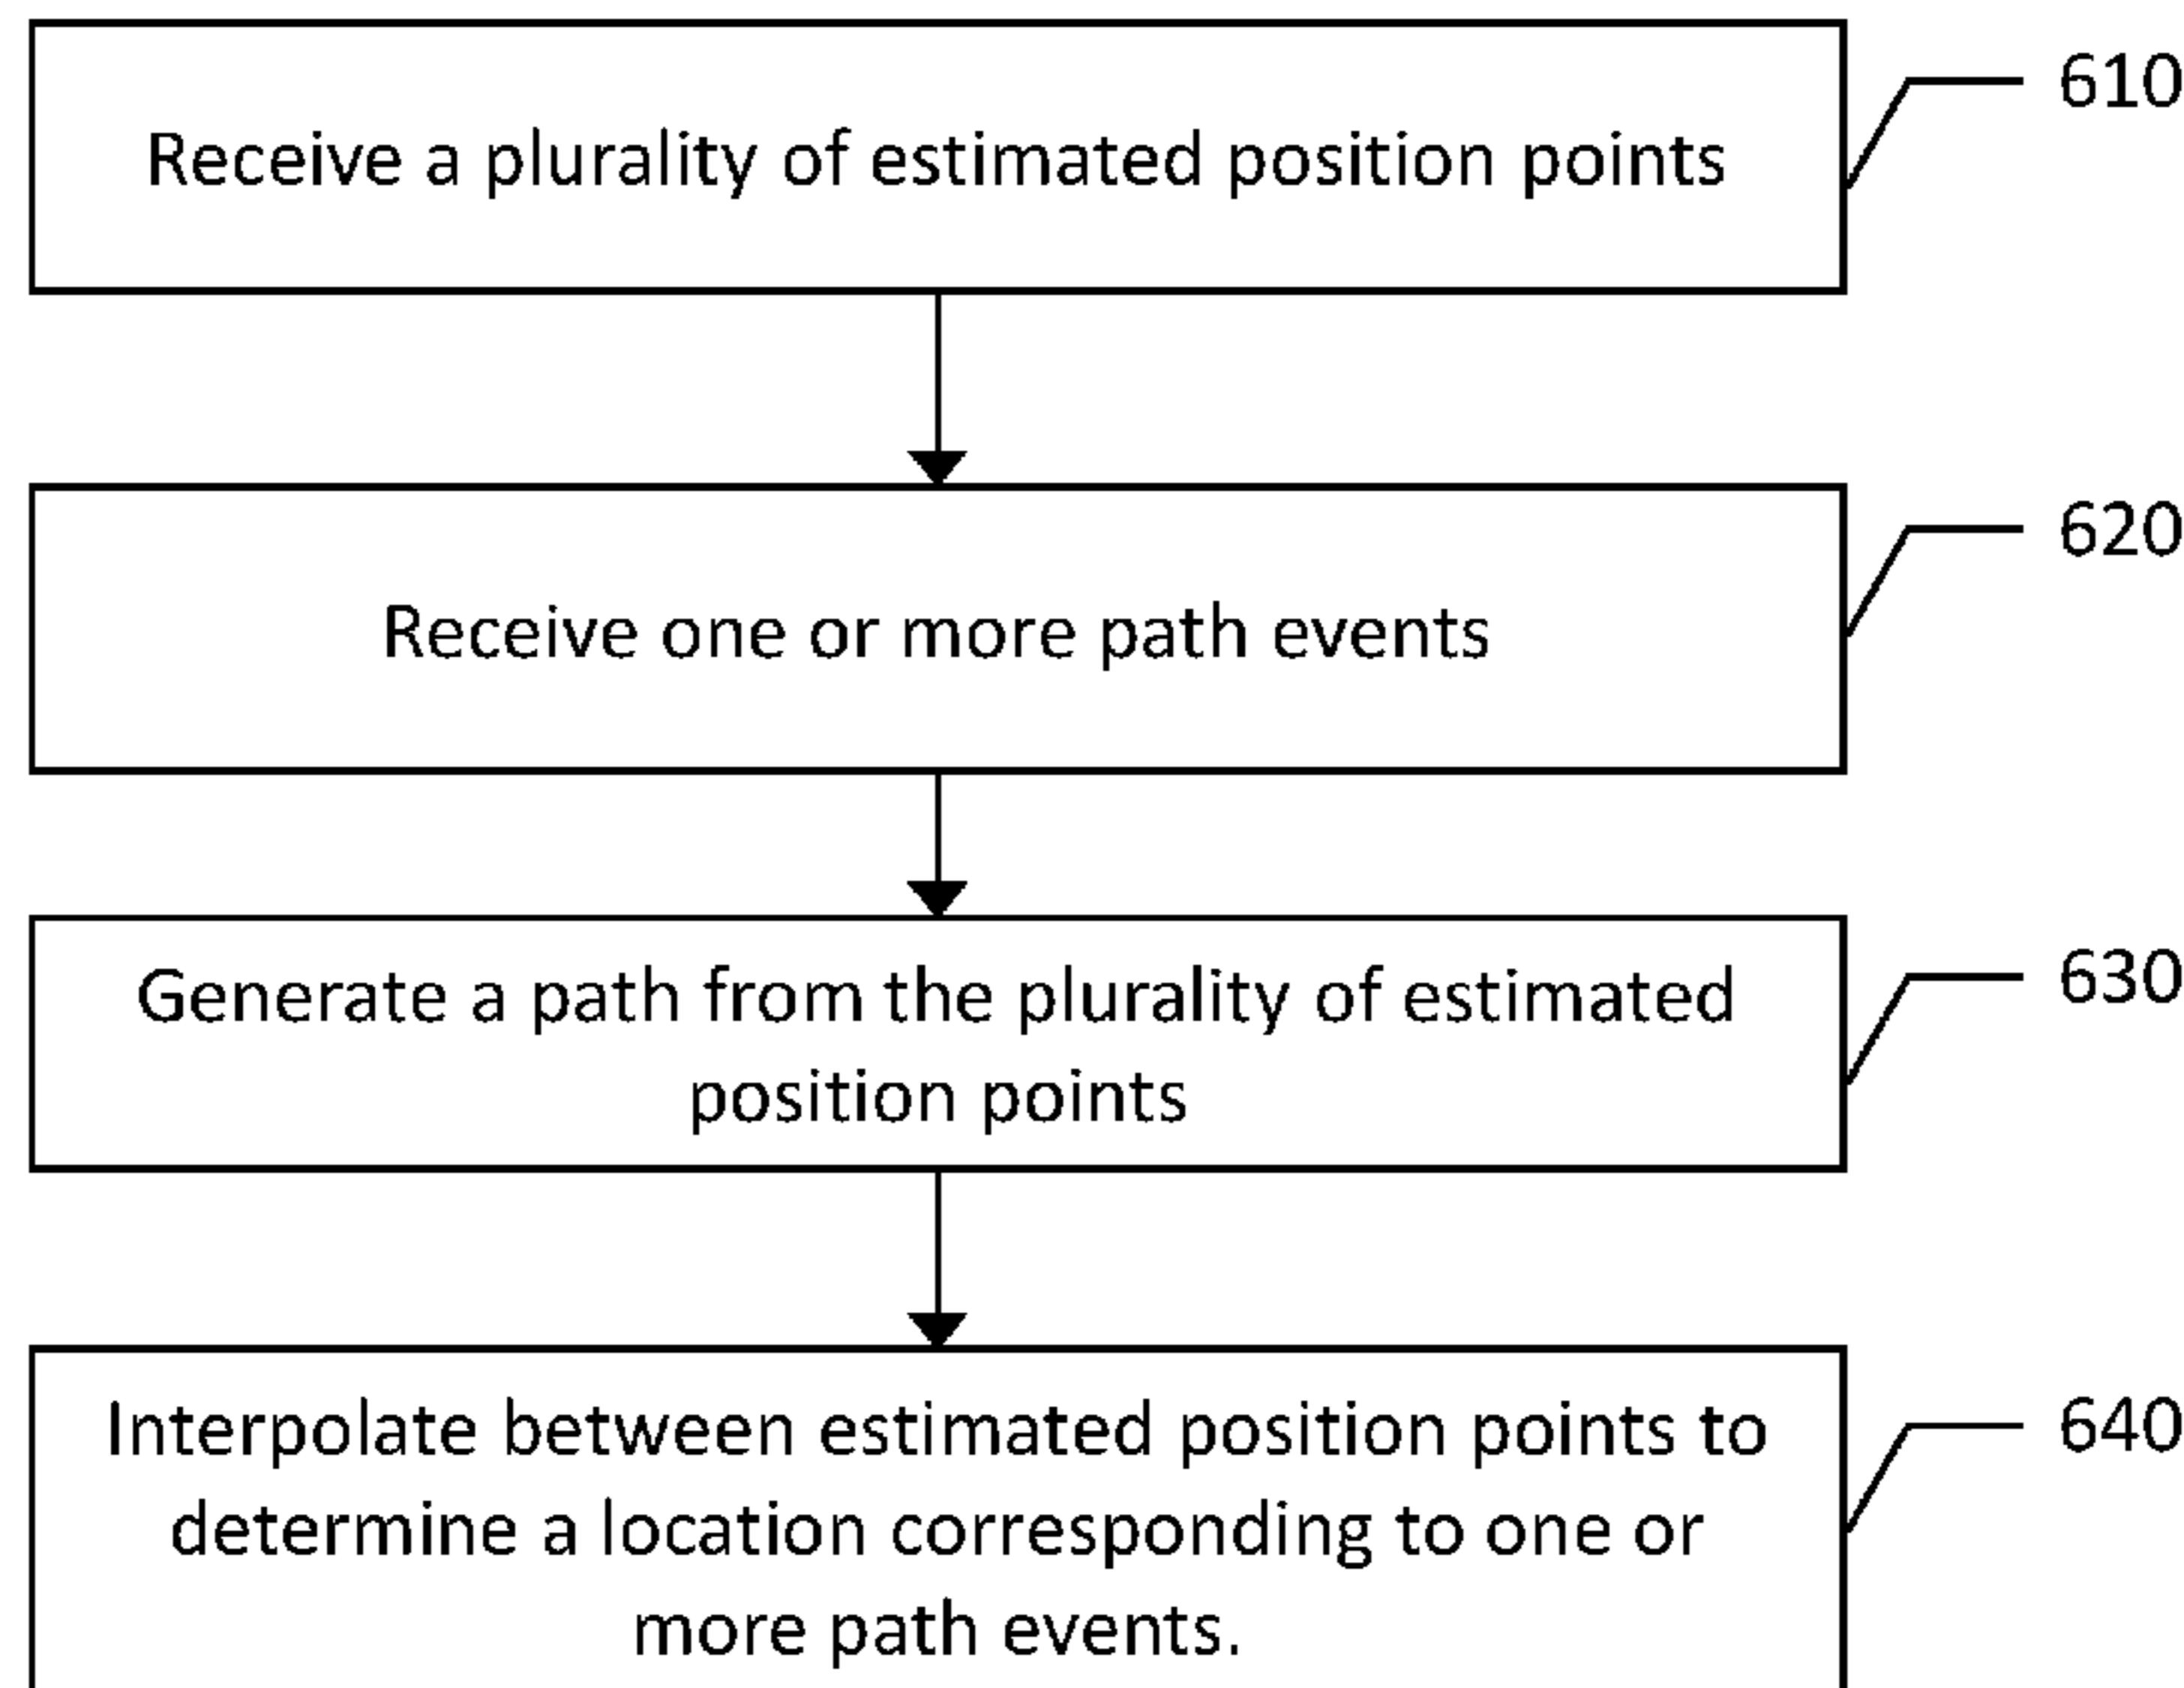 610
Receive a plurality of estimated position points
620
Receive one or more path events
630
Generate a path from the plurality of estimated
position points
640
Interpolate between estimated position points to
determine a location corresponding to one or
more path events.